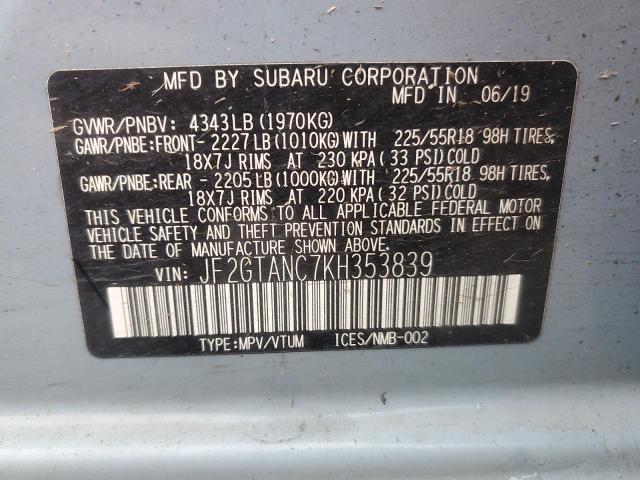 MFD BY SUBARU CORPORATION
MFD IN 06/19
GVWR/PNBV: 4343LB (1970KG)
GAWR/PNBE:FRONT- 2227LB(1010KG)WITH 225/55R18 98H TIRES,
18X7J RIMS AT 230 KPA (33 PSI)COLD
GAWR/PNBE:REAR - 2205LB(1000KG)WITH 225/55R18 98H TIRES,
18X7J RIMS AT 220 KPA (32 PSI)COLD
THIS VEHICLE CONFORMS TO ALL APPLICABLE FEDERAL MOTOR
VEHICLE SAFETY AND THEFT PREVENTION STANDARDS IN EFFECT
ON THE DATE OF MANUFACTURE SHOWN ABOVE.
VIN: JF2GTANC7KH353839
TYPE:MPV/VTUM ICES/NMB-002